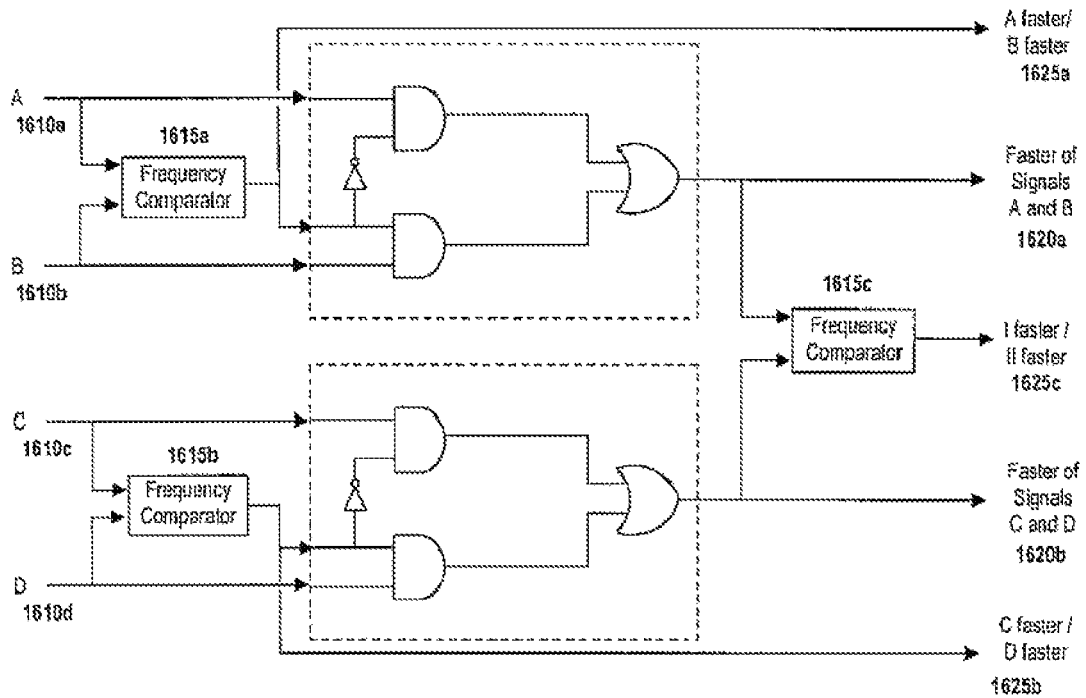 A faster/
B faster
1625a
A
1610a
1615a
Frequency
Comparator
B
1610b
Faster of
Signals
A and B
1620a
1615c
Frequency
Comparator
I faster /
II faster
1625c
C
1610c
1615b
Frequency
Comparator
D
1610d
Faster of
Signals
C and D
1620b
C faster /
D faster
1625b